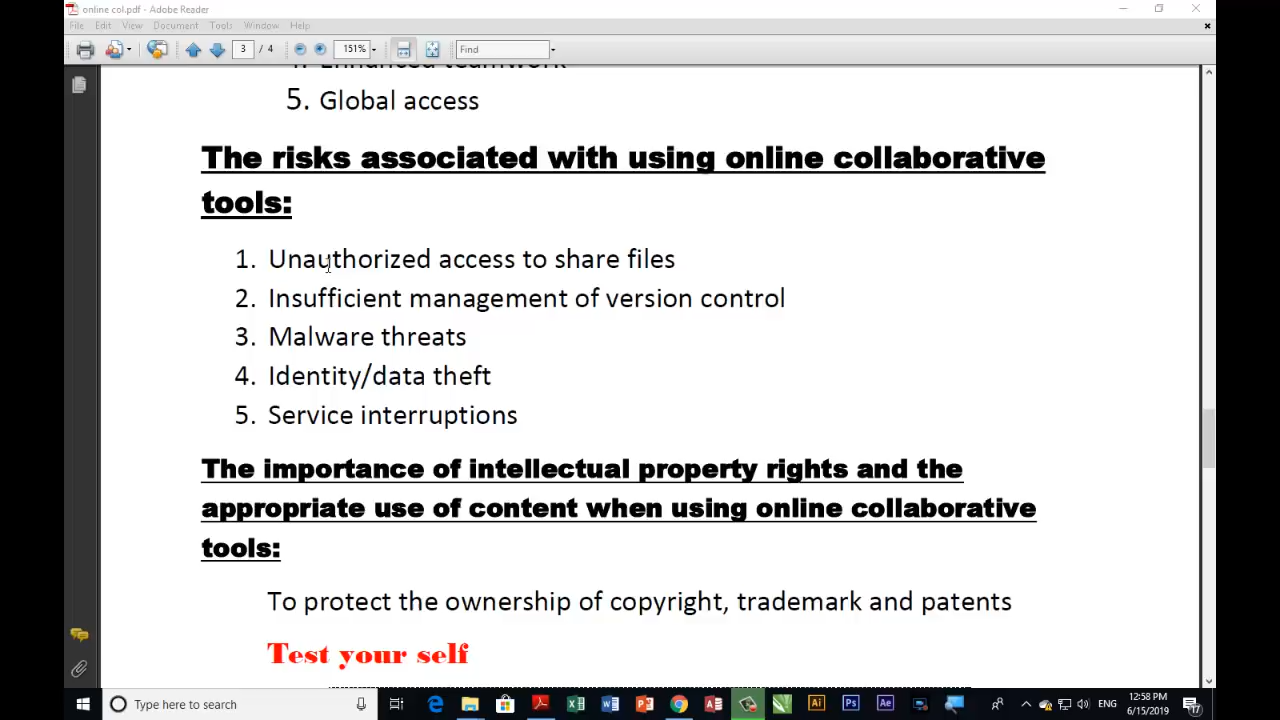 online col.pdf - Adobe Reader
File Edit View Document Tools Window Help
3 / 4 151% Find
4. Enhanced teamwork
5. Global access
The risks associated with using online collaborative
tools:
1. Unauthorized access to share files
2. Insufficient management of version control
3. Malware threats
4. Identity/data theft
5. Service interruptions
The importance of intellectual property rights and the
appropriate use of content when using online collaborative
tools:
To protect the ownership of copyright, trademark and patents
Test your self
Type here to search
ENG
12:58 PM
6/15/2019